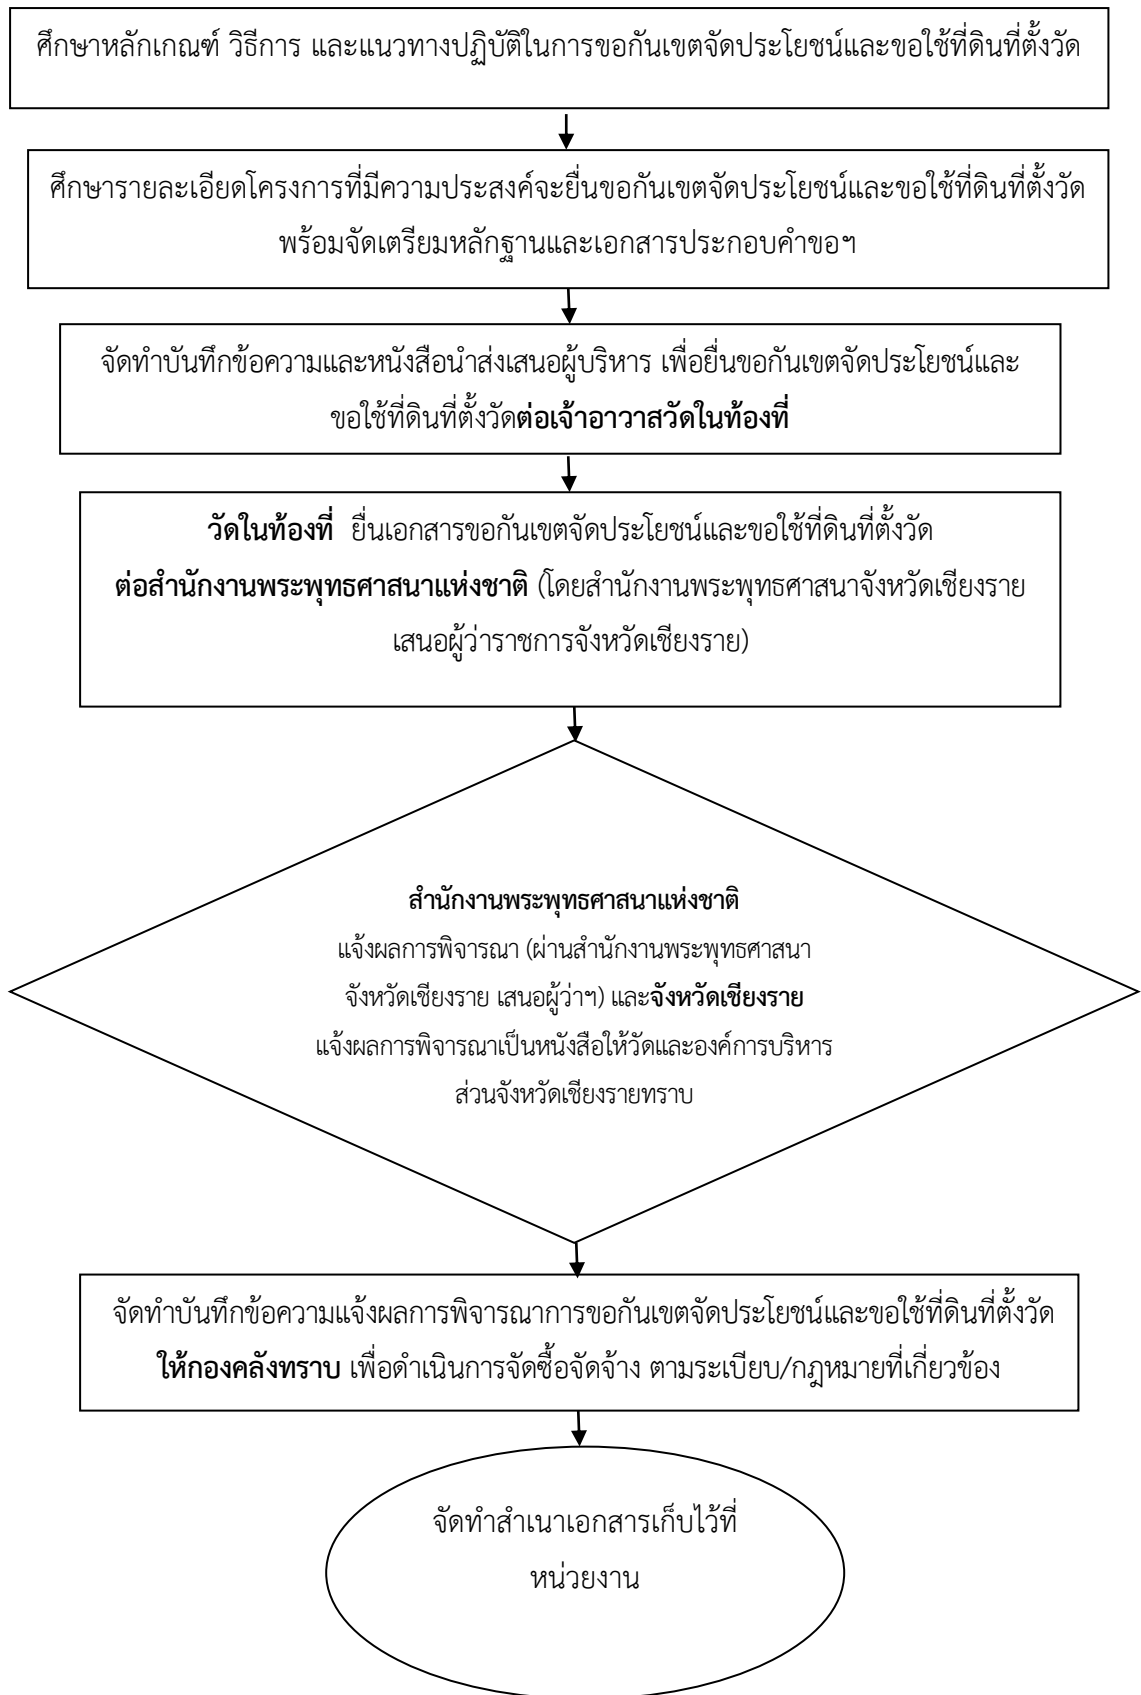 ศึกษาหลักเกณฑ์ วิธีการ และแนวทางปฏิบัติในการขอกันเขตจัดประโยชน์และขอใช้ที่ดินที่ตั้งวัด
ศึกษารายละเอียดโครงการที่มีความประสงค์จะยื่นขอกันเขตจัดประโยชน์และขอใช้ที่ดินที่ตั้งวัด
พร้อมจัดเตรียมหลักฐานและเอกสารประกอบคำขอฯ
จัดทำบันทึกข้อความและหนังสือนำส่งเสนอผู้บริหาร เพื่อยื่นขอกันเขตจัดประโยชน์และ
ขอใช้ที่ดินที่ตั้งวัดต่อเจ้าอาวาสวัดในท้องที่
วัดในท้องที่ ยื่นเอกสารขอกันเขตจัดประโยชน์และขอใช้ที่ดินที่ตั้งวัด
ต่อสำนักงานพระพุทธศาสนาแห่งชาติ (โดยสำนักงานพระพุทธศาสนาจังหวัดเชียงราย
เสนอผู้ว่าราชการจังหวัดเชียงราย)
สำนักงานพระพุทธศาสนาแห่งชาติ
แจ้งผลการพิจารณา (ผ่านสำนักงานพระพุทธศาสนา
จังหวัดเชียงราย เสนอผู้ว่าฯ) และจังหวัดเชียงราย
แจ้งผลการพิจารณาเป็นหนังสือให้วัดและองค์การบริหาร
ส่วนจังหวัดเชียงรายทราบ
จัดทำบันทึกข้อความแจ้งผลการพิจารณาการขอกันเขตจัดประโยชน์และขอใช้ที่ดินที่ตั้งวัด
ให้กองคลังทราบ เพื่อดำเนินการจัดซื้อจัดจ้าง ตามระเบียบ/กฎหมายที่เกี่ยวข้อง
จัดทำสำเนาเอกสารเก็บไว้ที่
หน่วยงาน